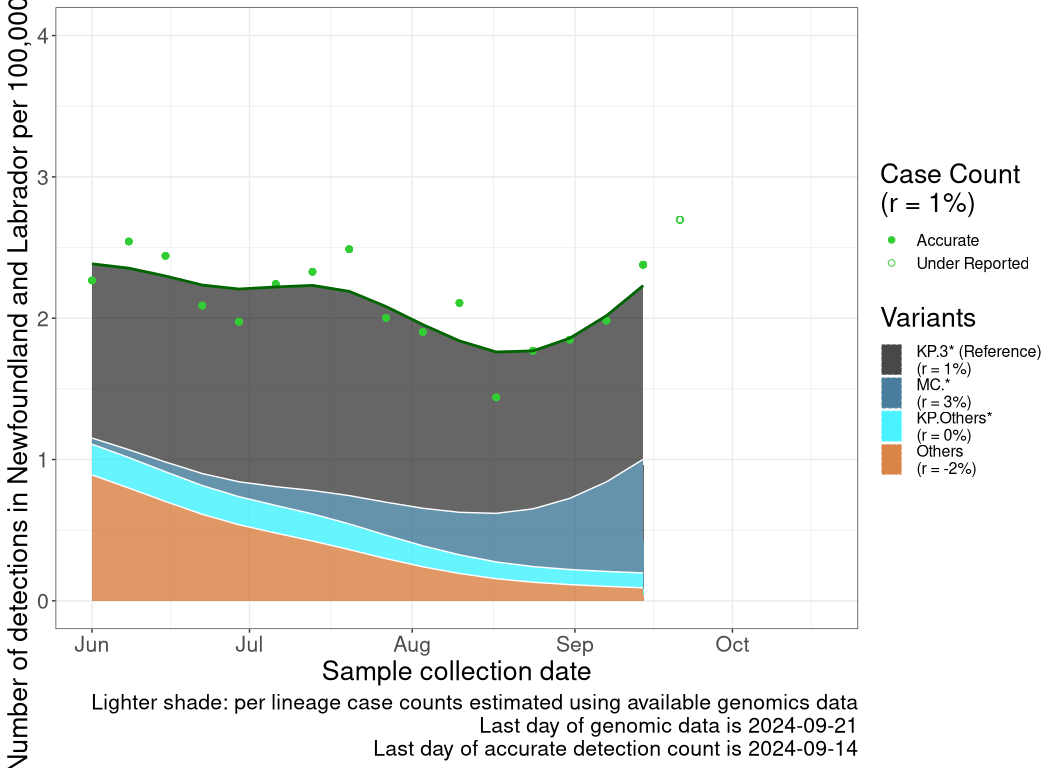 Number of detections in Newfoundland and Labrador per 100,000
4
3
2
1
0
Jun Jul Aug Sep Oct
Sample collection date
Lighter shade: per lineage case counts estimated using available genomics data
Last day of genomic data is 2024-09-21
Last day of accurate detection count is 2024-09-14
Case Count
(r = 1%)
Accurate
Under Reported
Variants
KP.3* (Reference)
(r = 1%)
MC.*
(r = 3%)
KP.Others*
(r = 0%)
Others
(r = -2%)